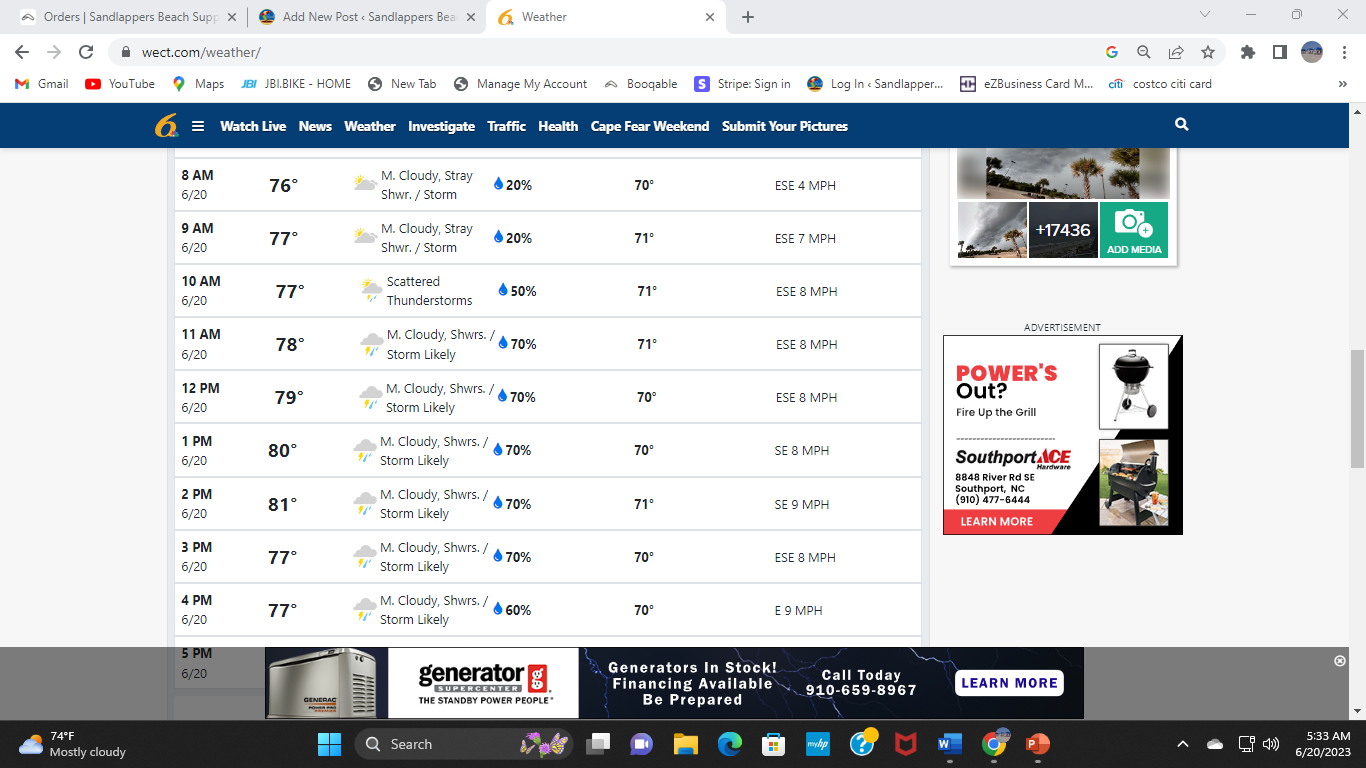 Orders | Sandlappers Beach Supp
Add New Post ‹ Sandlappers Bea
Weather
wect.com/weather/
Gmail YouTube Maps JBI JBI.BIKE - HOME New Tab Manage My Account Booqable S Stripe: Sign in Log In ‹ Sandlapper... eZBusiness Card M... citi costco citi card »
6 Watch Live News Weather Investigate Traffic Health Cape Fear Weekend Submit Your Pictures
8 AM 76° M. Cloudy, Stray 20% 70° ESE 4 MPH
6/20 Shwr. / Storm
9 AM 77° M. Cloudy, Stray 20% 71° ESE 7 MPH
6/20 Shwr. / Storm
10 AM 77° Scattered 50% 71° ESE 8 MPH
6/20 Thunderstorms
11 AM 78° M. Cloudy, Shwrs. / 70% 71° ESE 8 MPH
6/20 Storm Likely
12 PM 79° M. Cloudy, Shwrs. / 70% 70° ESE 8 MPH
6/20 Storm Likely
1 PM 80° M. Cloudy, Shwrs. / 70% 70° SE 8 MPH
6/20 Storm Likely
2 PM 81° M. Cloudy, Shwrs. / 70% 71° SE 9 MPH
6/20 Storm Likely
3 PM 77° M. Cloudy, Shwrs. / 70% 70° ESE 8 MPH
6/20 Storm Likely
4 PM 77° M. Cloudy, Shwrs. / 60% 70° E 9 MPH
6/20 Storm Likely
5 PM
6/20
+17436
ADD MEDIA
ADVERTISEMENT
POWER'S
Out?
Fire Up the Grill
Southport ACE
Hardware
8848 River Rd SE
Southport, NC
(910) 477-6444
LEARN MORE
GENERAC
generator g
SUPERCENTER
THE STANDBY POWER PEOPLE®
Generators In Stock!
Financing Available
Be Prepared
Call Today
910-659-8967
LEARN MORE
74°F
Mostly cloudy
Search
myhp
5:33 AM
6/20/2023